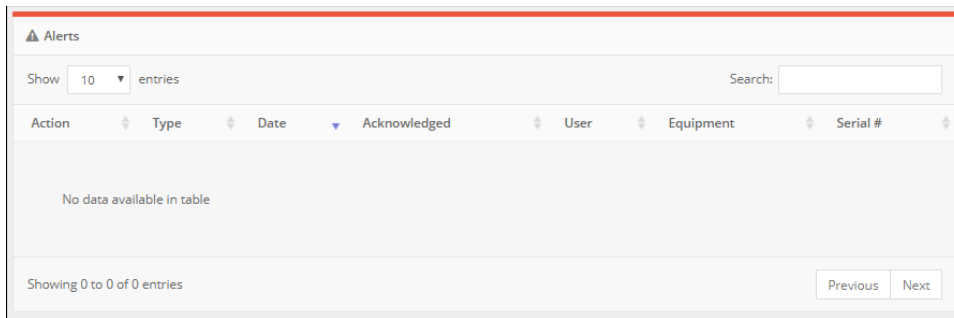 Alerts
Show 10 entries Search:
Action Type Date Acknowledged User Equipment Serial #
No data available in table
Showing 0 to 0 of 0 entries Previous Next